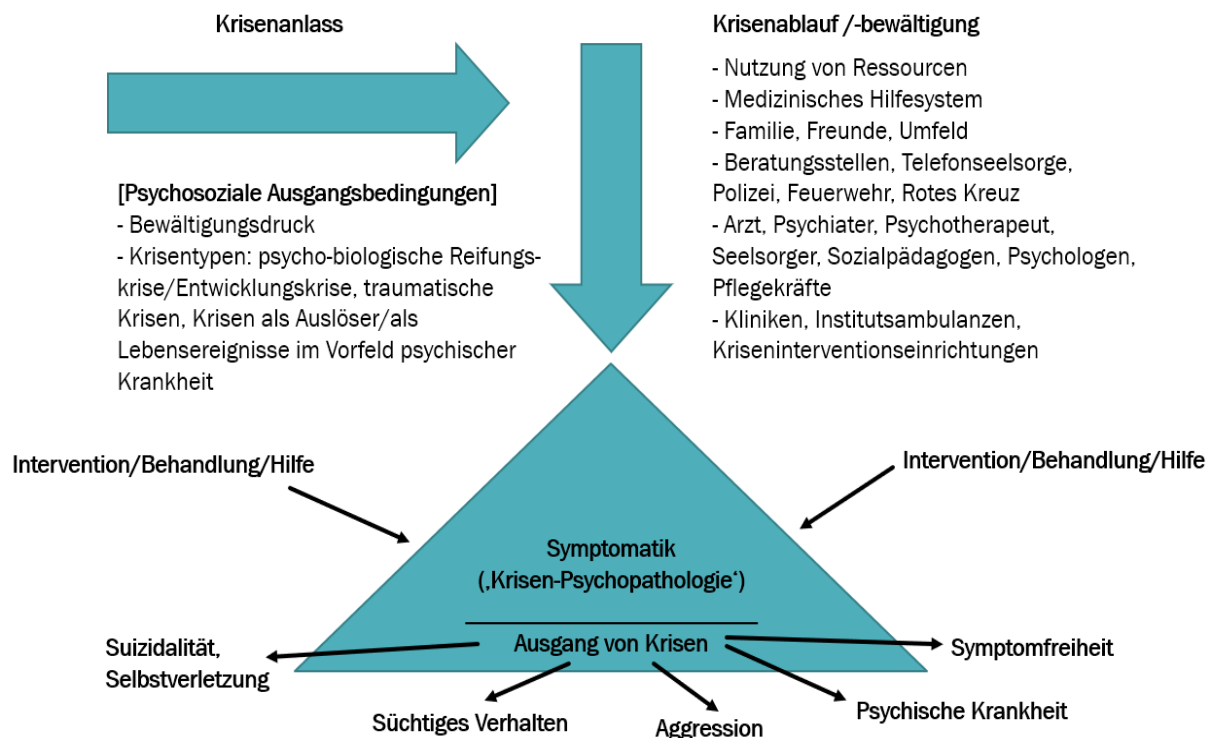 Krisenanlass
[Psychosoziale Ausgangsbedingungen]
- Bewältigungsdruck
- Krisentypen: psycho-biologische Reifungs-
krise/Entwicklungskrise, traumatische
Krisen, Krisen als Auslöser/als
Lebensereignisse im Vorfeld psychischer
Krankheit
Krisenablauf /-bewältigung
- Nutzung von Ressourcen
- Medizinisches Hilfesystem
- Familie, Freunde, Umfeld
- Beratungsstellen, Telefonseelsorge,
Polizei, Feuerwehr, Rotes Kreuz
- Arzt, Psychiater, Psychotherapeut,
Seelsorger, Sozialpädagogen, Psychologen,
Pflegekräfte
- Kliniken, Institutsambulanzen,
Kriseninterventionseinrichtungen
Intervention/Behandlung/Hilfe
Intervention/Behandlung/Hilfe
Symptomatik
(‚Krisen-Psychopathologie‘)
Ausgang von Krisen
Suizidalität,
Selbstverletzung
Süchtiges Verhalten
Aggression
Psychische Krankheit
Symptomfreiheit